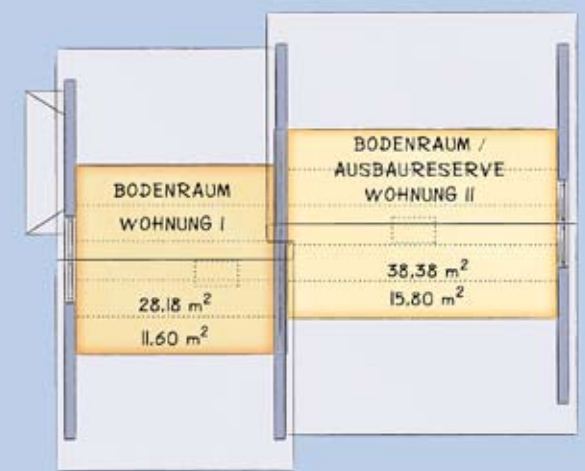 BODENRAUM
WOHNUNG I
28,18 m²
11.60 m²
BODENRAUM /
AUSBAURESERVE
WOHNUNG II
38,38 m²
15,80 m²